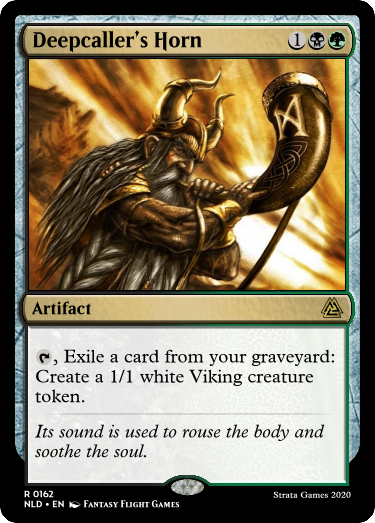 Deepcaller's Horn 1
Artifact
, Exile a card from your graveyard:
Create a 1/1 white Viking creature
token.
Its sound is used to rouse the body and
soothe the soul.
R 0162
NLD • EN Fantasy Flight Games
Strata Games 2020